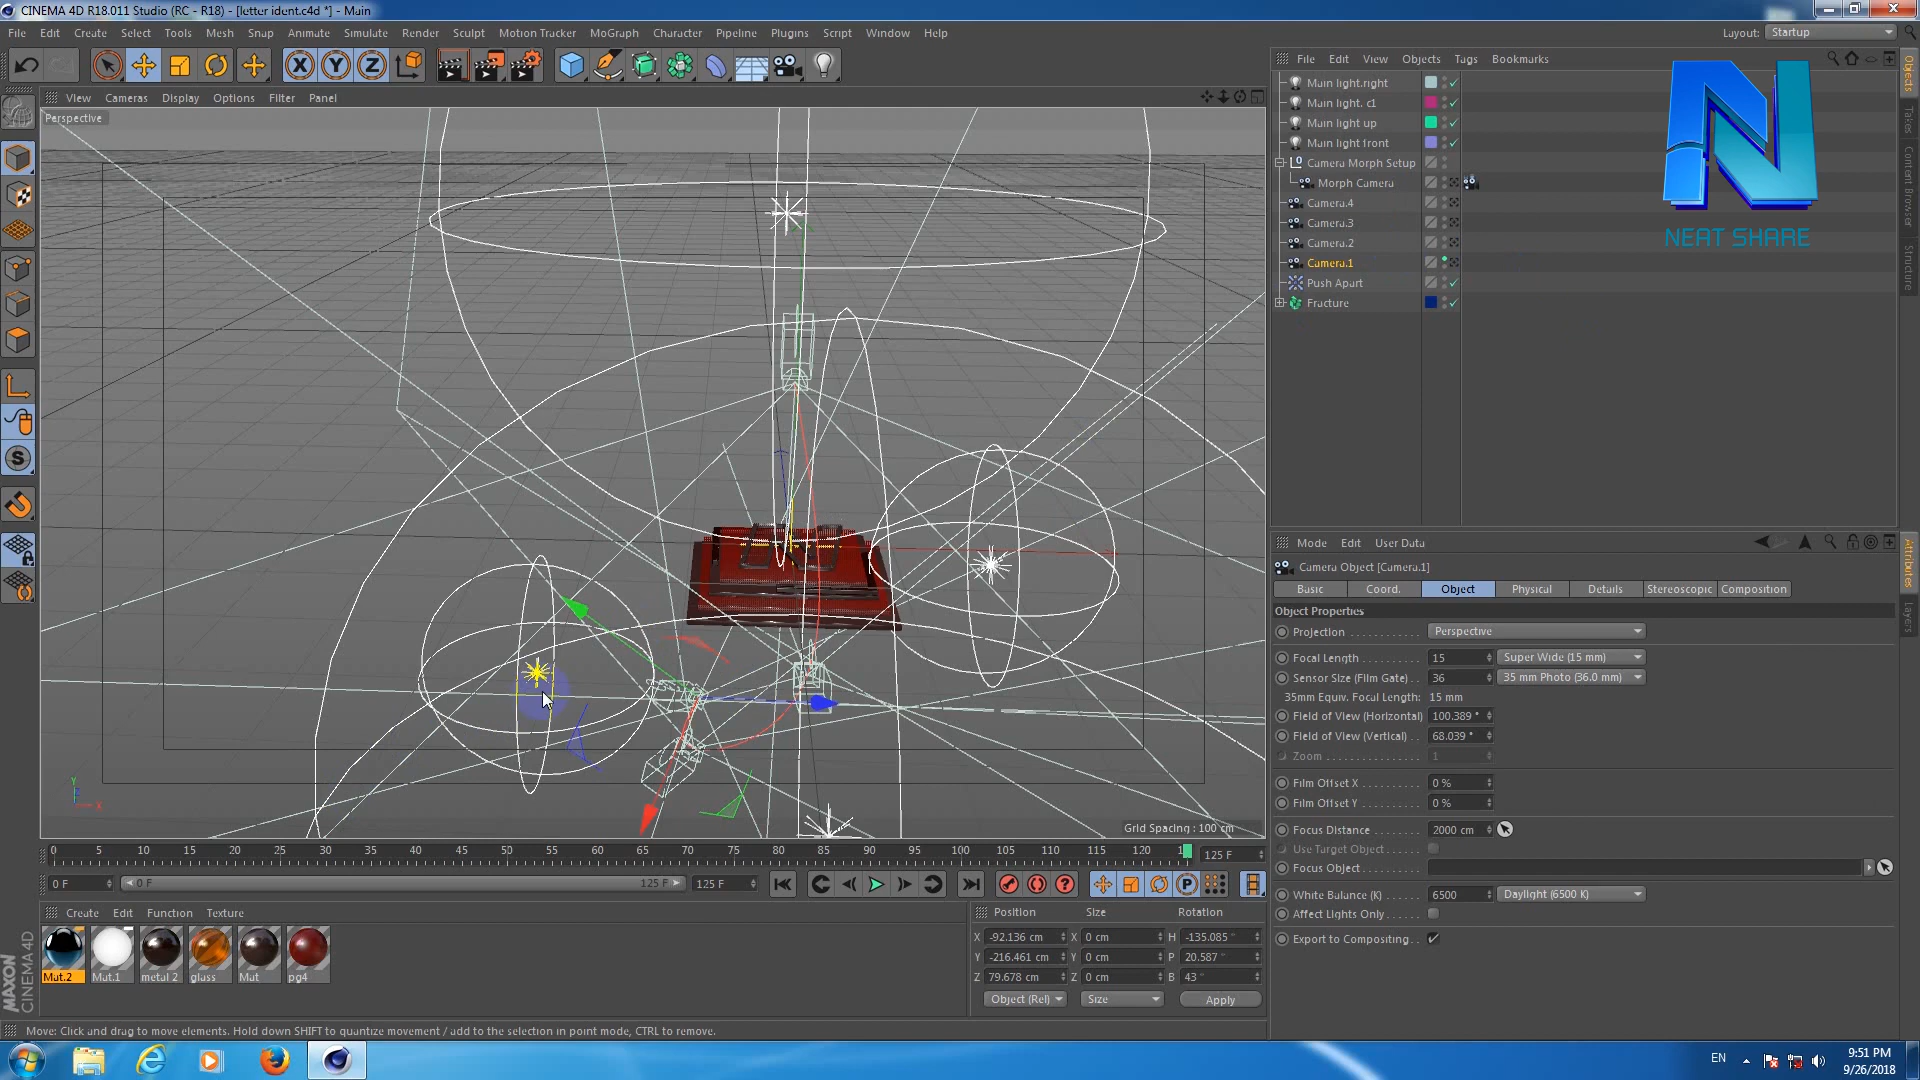 CINEMA 4D R18.011 Studio (RC - R18) - [letter ident.c4d *] - Main
File Edit Create Select Tools Mesh Snap Animate Simulate Render Sculpt Motion Tracker MoGraph Character Pipeline Plugins Script Window Help
Layout: Startup
View Cameras Display Options Filter Panel
Perspective
Grid Spacing : 100 cm
File Edit View Objects Tags Bookmarks
Main light.right
Main light. c1
Main light up
Main light front
Camera Morph Setup
Morph Camera
Camera.4
Camera.3
Camera.2
Camera.1
Push Apart
Fracture
NEAT SHARE
Objects
Takes
Content Browser
Structure
Mode Edit User Data
Camera Object [Camera.1]
Basic Coord. Object Physical Details Stereoscopic Composition
Object Properties
Projection Perspective
Focal Length 15 Super Wide (15 mm)
Sensor Size (Film Gate) 36 35 mm Photo (36.0 mm)
35mm Equiv. Focal Length: 15 mm
Field of View (Horizontal) 100.389 °
Field of View (Vertical) 68.039 °
Zoom 1
Film Offset X 0 %
Film Offset Y 0 %
Focus Distance 2000 cm
Use Target Object
Focus Object
White Balance (K) 6500 Daylight (6500 K)
Affect Lights Only
Export to Compositing
Attributes
Layers
0 5 10 15 20 25 30 35 40 45 50 55 60 65 70 75 80 85 90 95 100 105 110 115 120
125 F
0 F 0 F 125 F 125 F
Create Edit Function Texture
Mat.2 Mat.1 metal 2 glass Mat pg4
Position Size Rotation
X -92.136 cm X 0 cm H -135.085 °
Y -216.461 cm Y 0 cm P 20.587 °
Z 79.678 cm Z 0 cm B 43 °
Object (Rel) Size Apply
MAXON
CINEMA 4D
Move: Click and drag to move elements. Hold down SHIFT to quantize movement / add to the selection in point mode, CTRL to remove.
EN
9:51 PM
9/26/2018